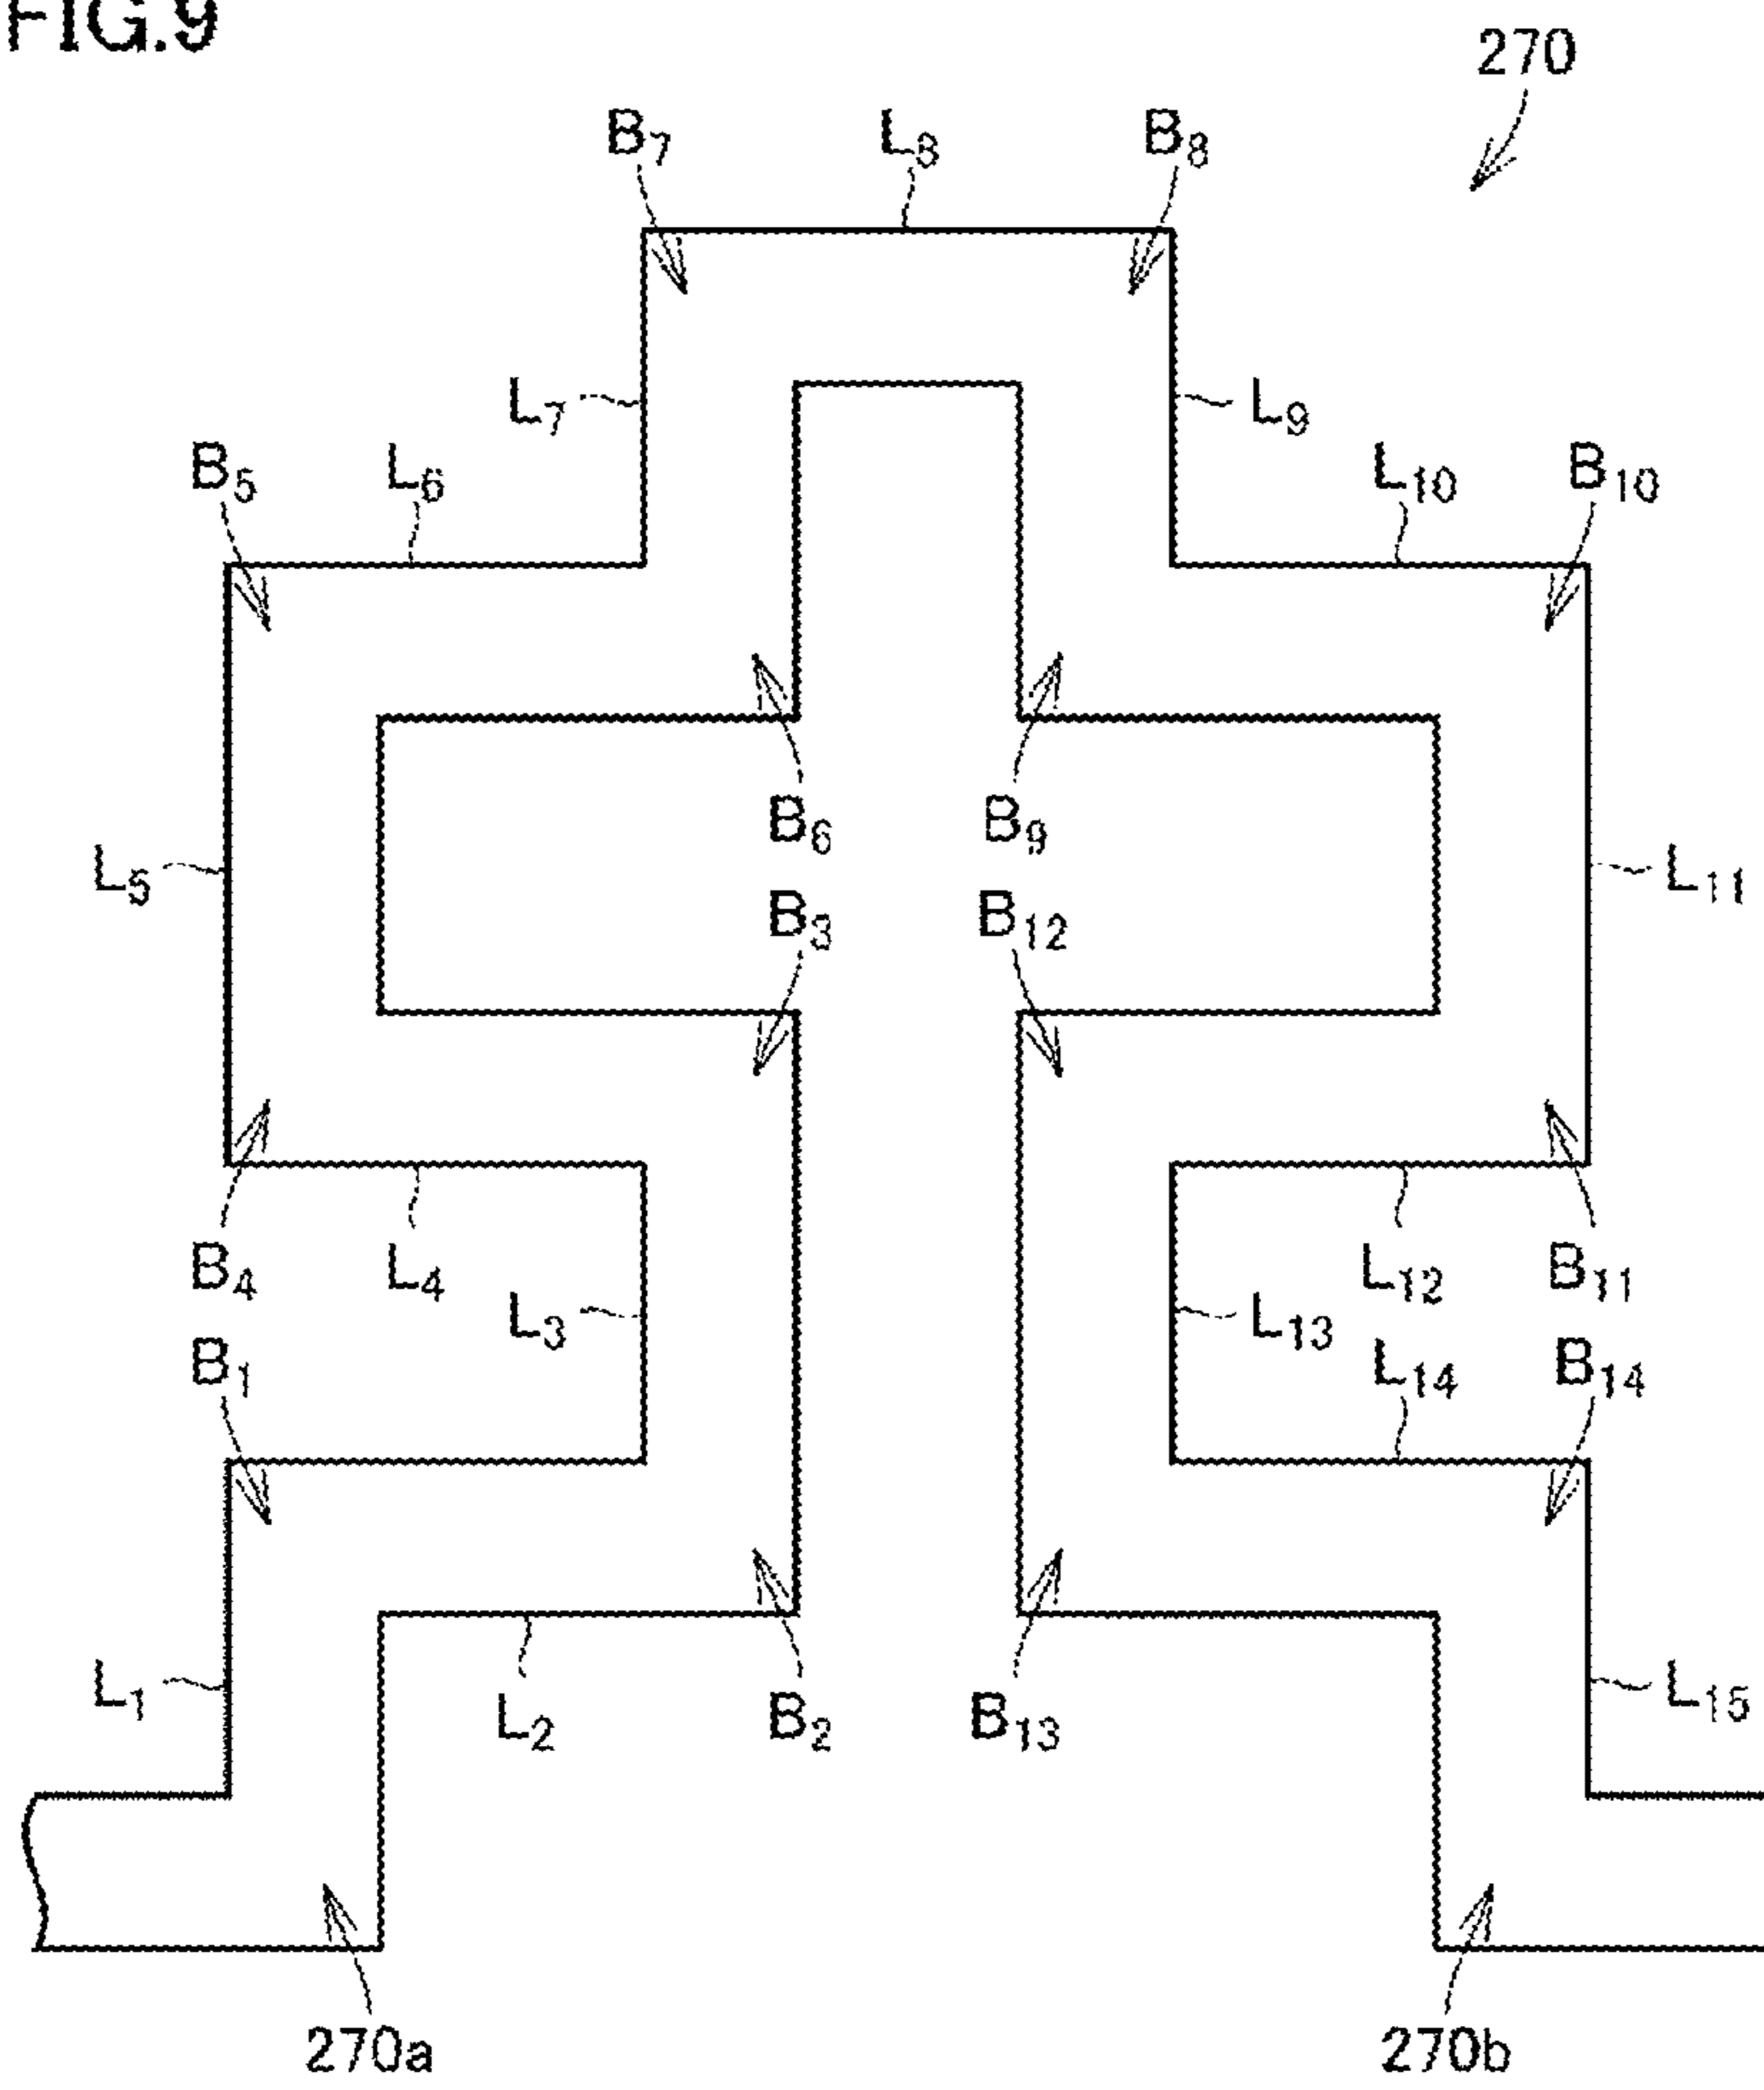 FIG.9
270
B7 L8 B8
L7 L9
B5 L6 L10 B10
B6 B9
L5 L11
B3 B12
B4 L4 L12 B11
L3 L13
B1 L14 B14
L1 L15
L2 B2 B13
270a 270b